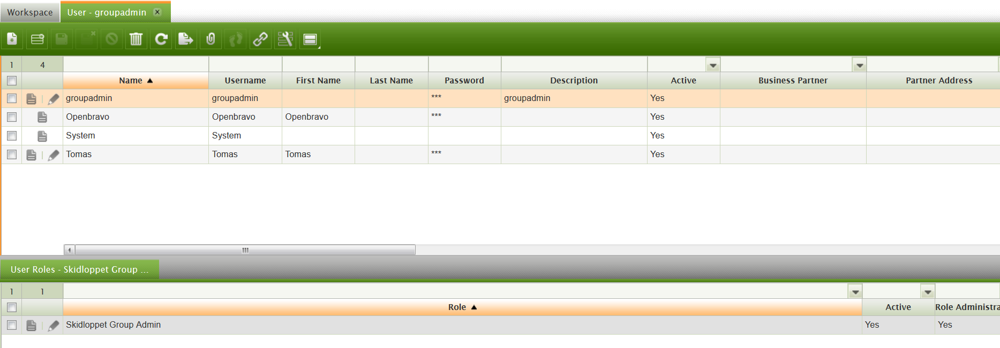 Workspace User - groupadmin
1 4
Name Username First Name Last Name Password Description Active Business Partner Partner Address
groupadmin groupadmin *** groupadmin Yes
Openbravo Openbravo Openbravo *** Yes
System System Yes
Tomas Tomas Tomas *** Yes
User Roles - Skidloppet Group ...
1 1
Role Active Role Administra
Skidloppet Group Admin Yes Yes